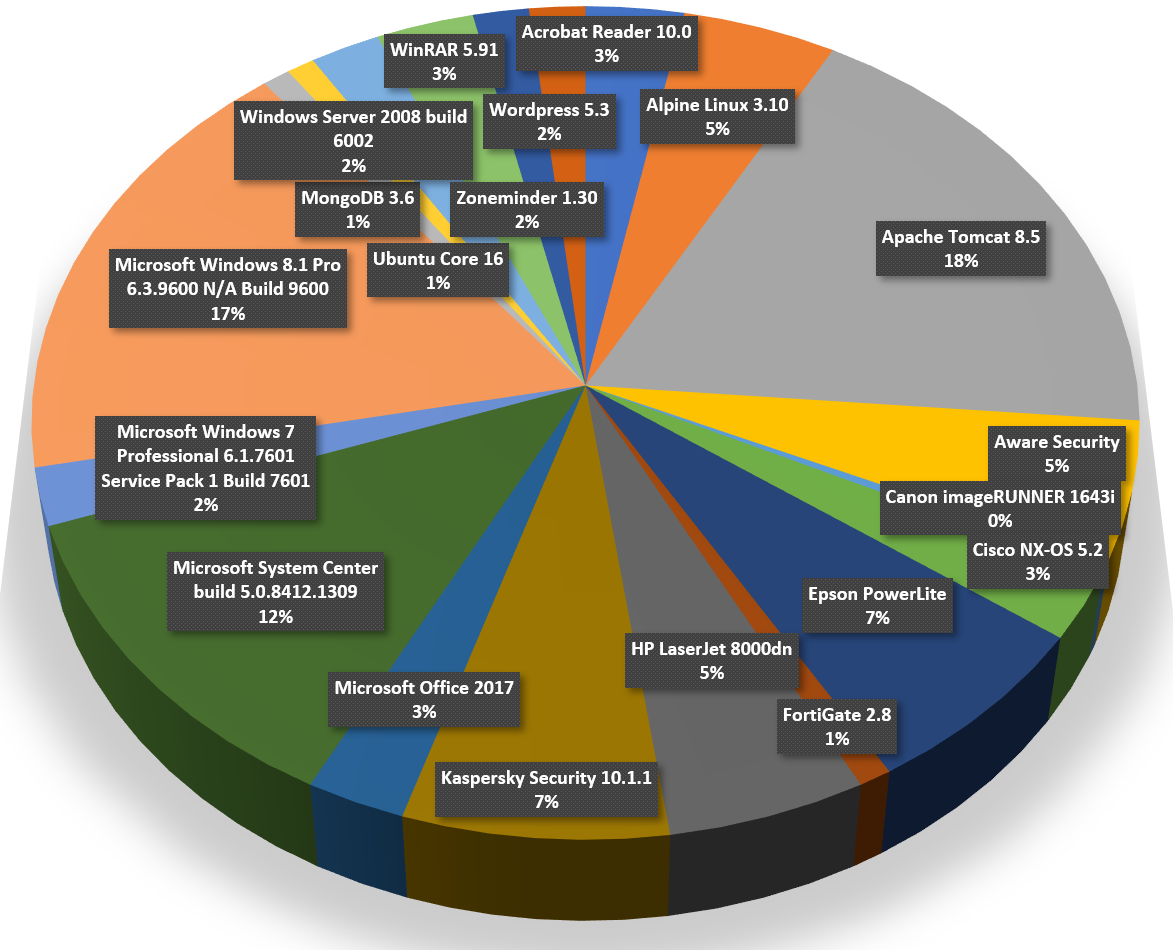 Acrobat Reader 10.0
3%
WinRAR 5.91
3%
Alpine Linux 3.10
5%
Wordpress 5.3
2%
Windows Server 2008 build
6002
2%
MongoDB 3.6
1%
Zoneminder 1.30
2%
Apache Tomcat 8.5
18%
Ubuntu Core 16
1%
Microsoft Windows 8.1 Pro
6.3.9600 N/A Build 9600
17%
Microsoft Windows 7
Professional 6.1.7601
Service Pack 1 Build 7601
2%
Aware Security
5%
Canon imageRUNNER 1643i
0%
Cisco NX-OS 5.2
3%
Microsoft System Center
build 5.0.8412.1309
12%
Epson PowerLite
7%
HP LaserJet 8000dn
5%
Microsoft Office 2017
3%
FortiGate 2.8
1%
Kaspersky Security 10.1.1
7%